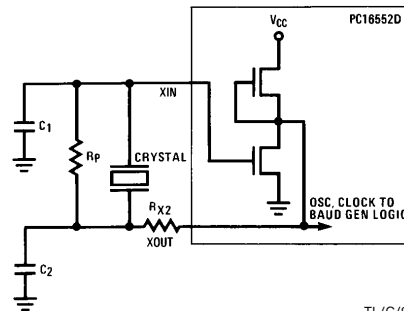 VCC
PC16552D
XIN
C1
RP
CRYSTAL
RX2
XOUT
OSC, CLOCK TO
BAUD GEN LOGIC
C2